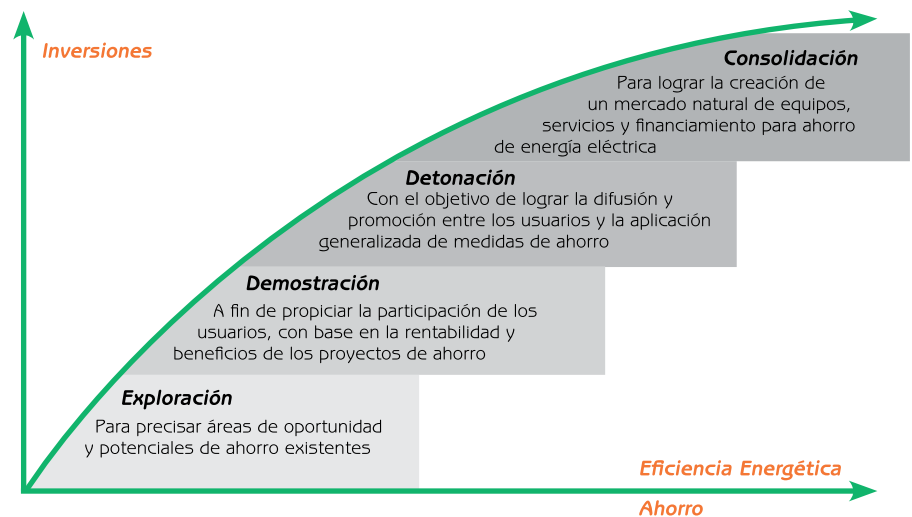 Inversiones
Consolidación
Para lograr la creación de
un mercado natural de equipos,
servicios y financiamiento para ahorro
de energía eléctrica
Detonación
Con el objetivo de lograr la difusión y
promoción entre los usuarios y la aplicación
generalizada de medidas de ahorro
Demostración
A fin de propiciar la participación de los
usuarios, con base en la rentabilidad y
beneficios de los proyectos de ahorro
Exploración
Para precisar áreas de oportunidad
y potenciales de ahorro existentes
Eficiencia Energética
Ahorro